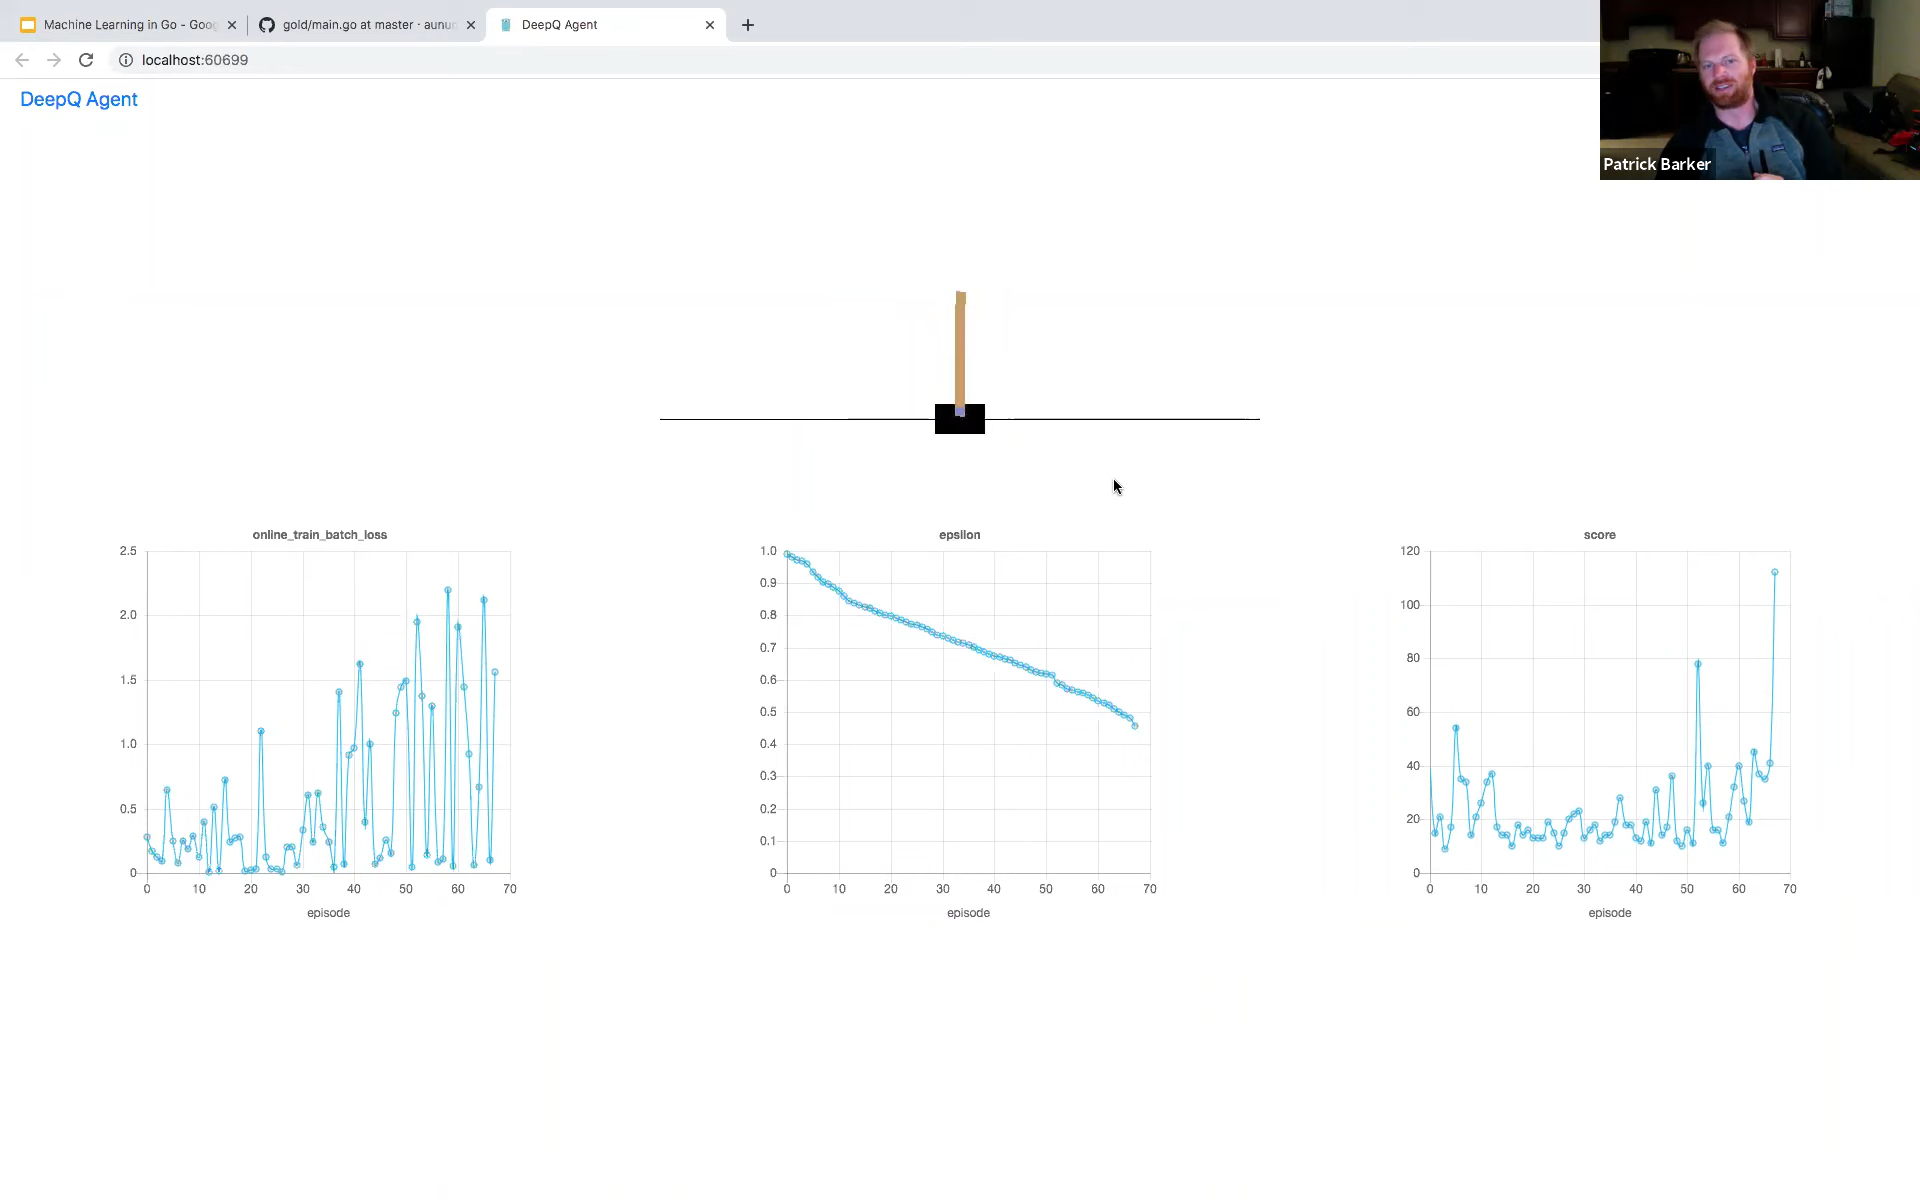 Machine Learning in Go - Goog
gold/main.go at master · aunu
DeepQ Agent
localhost:60699
DeepQ Agent
Patrick Barker
online_train_batch_loss
2.5
2.0
1.5
1.0
0.5
0
0 10 20 30 40 50 60 70
episode
epsilon
1.0
0.9
0.8
0.7
0.6
0.5
0.4
0.3
0.2
0.1
0
0 10 20 30 40 50 60 70
episode
score
120
100
80
60
40
20
0
0 10 20 30 40 50 60 70
episode